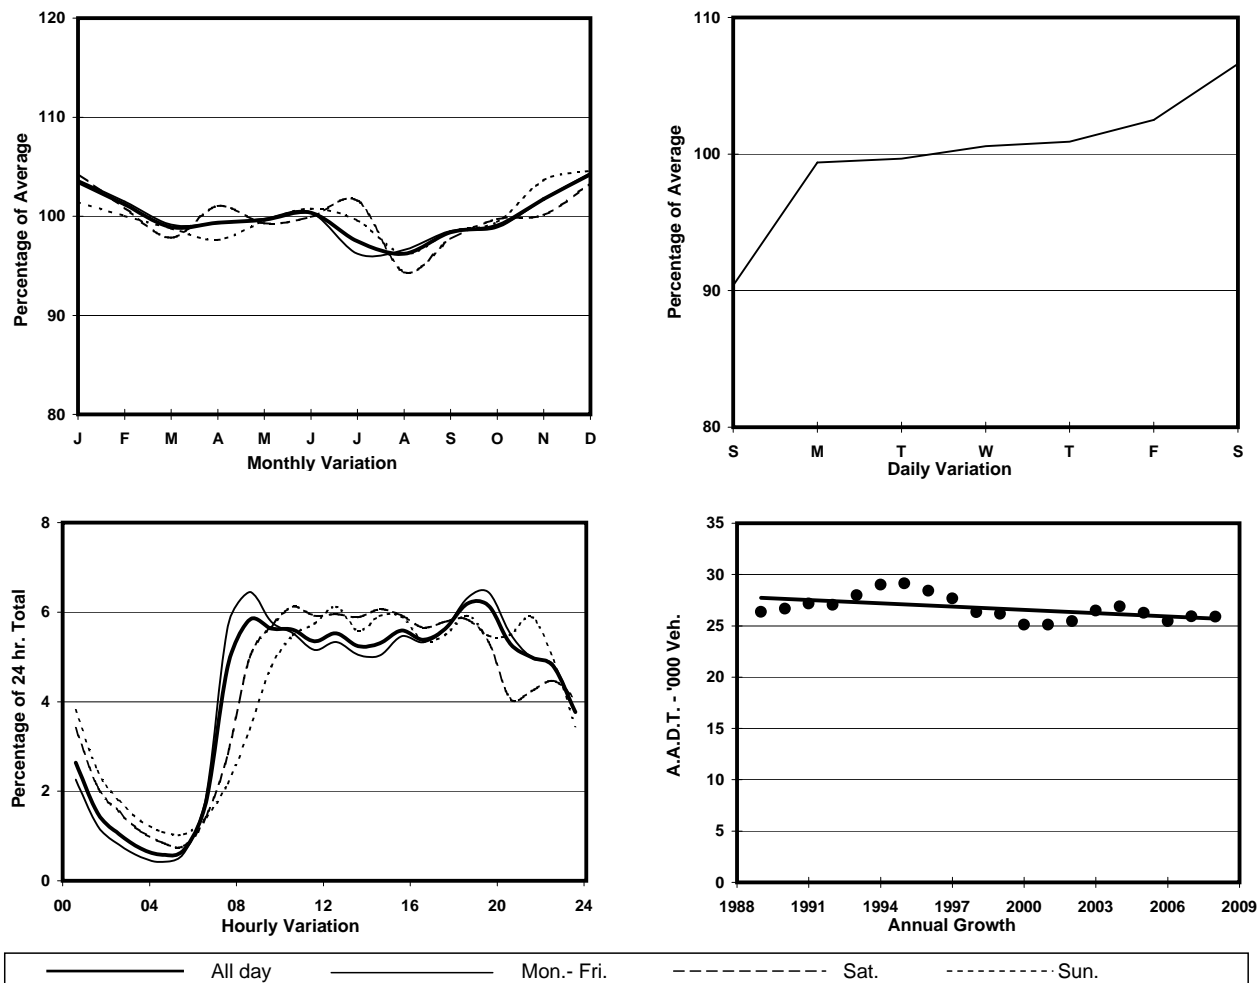 120
110
100
90
80
Percentage of Average
J F M A M J J A S O N D
Monthly Variation
110
100
90
80
Percentage of Average
S M T W T F S
Daily Variation
8
6
4
2
0
Percentage of 24 hr. Total
00 04 08 12 16 20 24
Hourly Variation
35
30
25
20
15
10
5
0
A.A.D.T. - '000 Veh.
1988 1991 1994 1997 2000 2003 2006 2009
Annual Growth
All day Mon.- Fri. Sat. Sun.